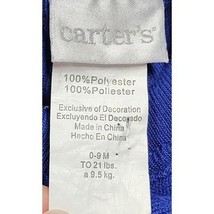 carter's
100%Polyester
100%Poliester
Exclusive of Decoration
Excluyendo El Decorado
Made in China
Hecho En China
0-9 M
TO 21 lbs.
a 9.5 kg.